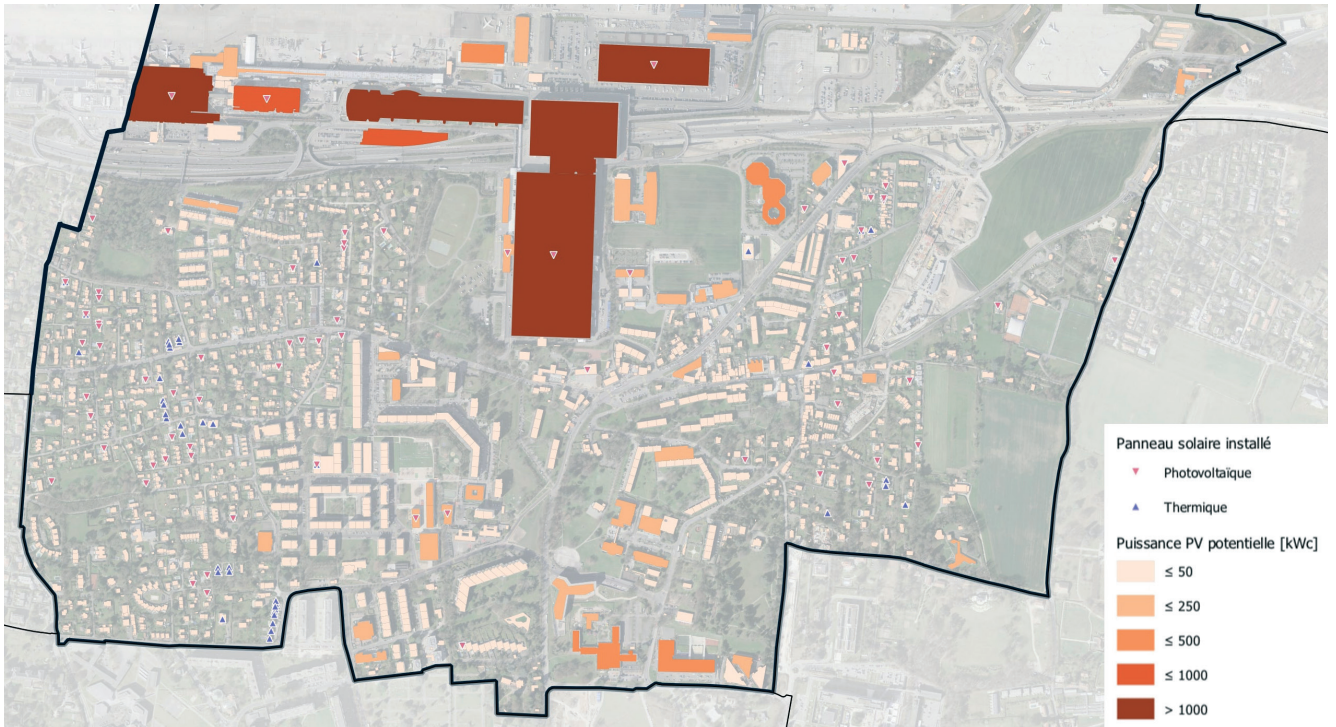 Panneau solaire installé
Photovoltaïque
Thermique
Puissance PV potentielle [kWc]
≤ 50
≤ 250
≤ 500
≤ 1000
> 1000